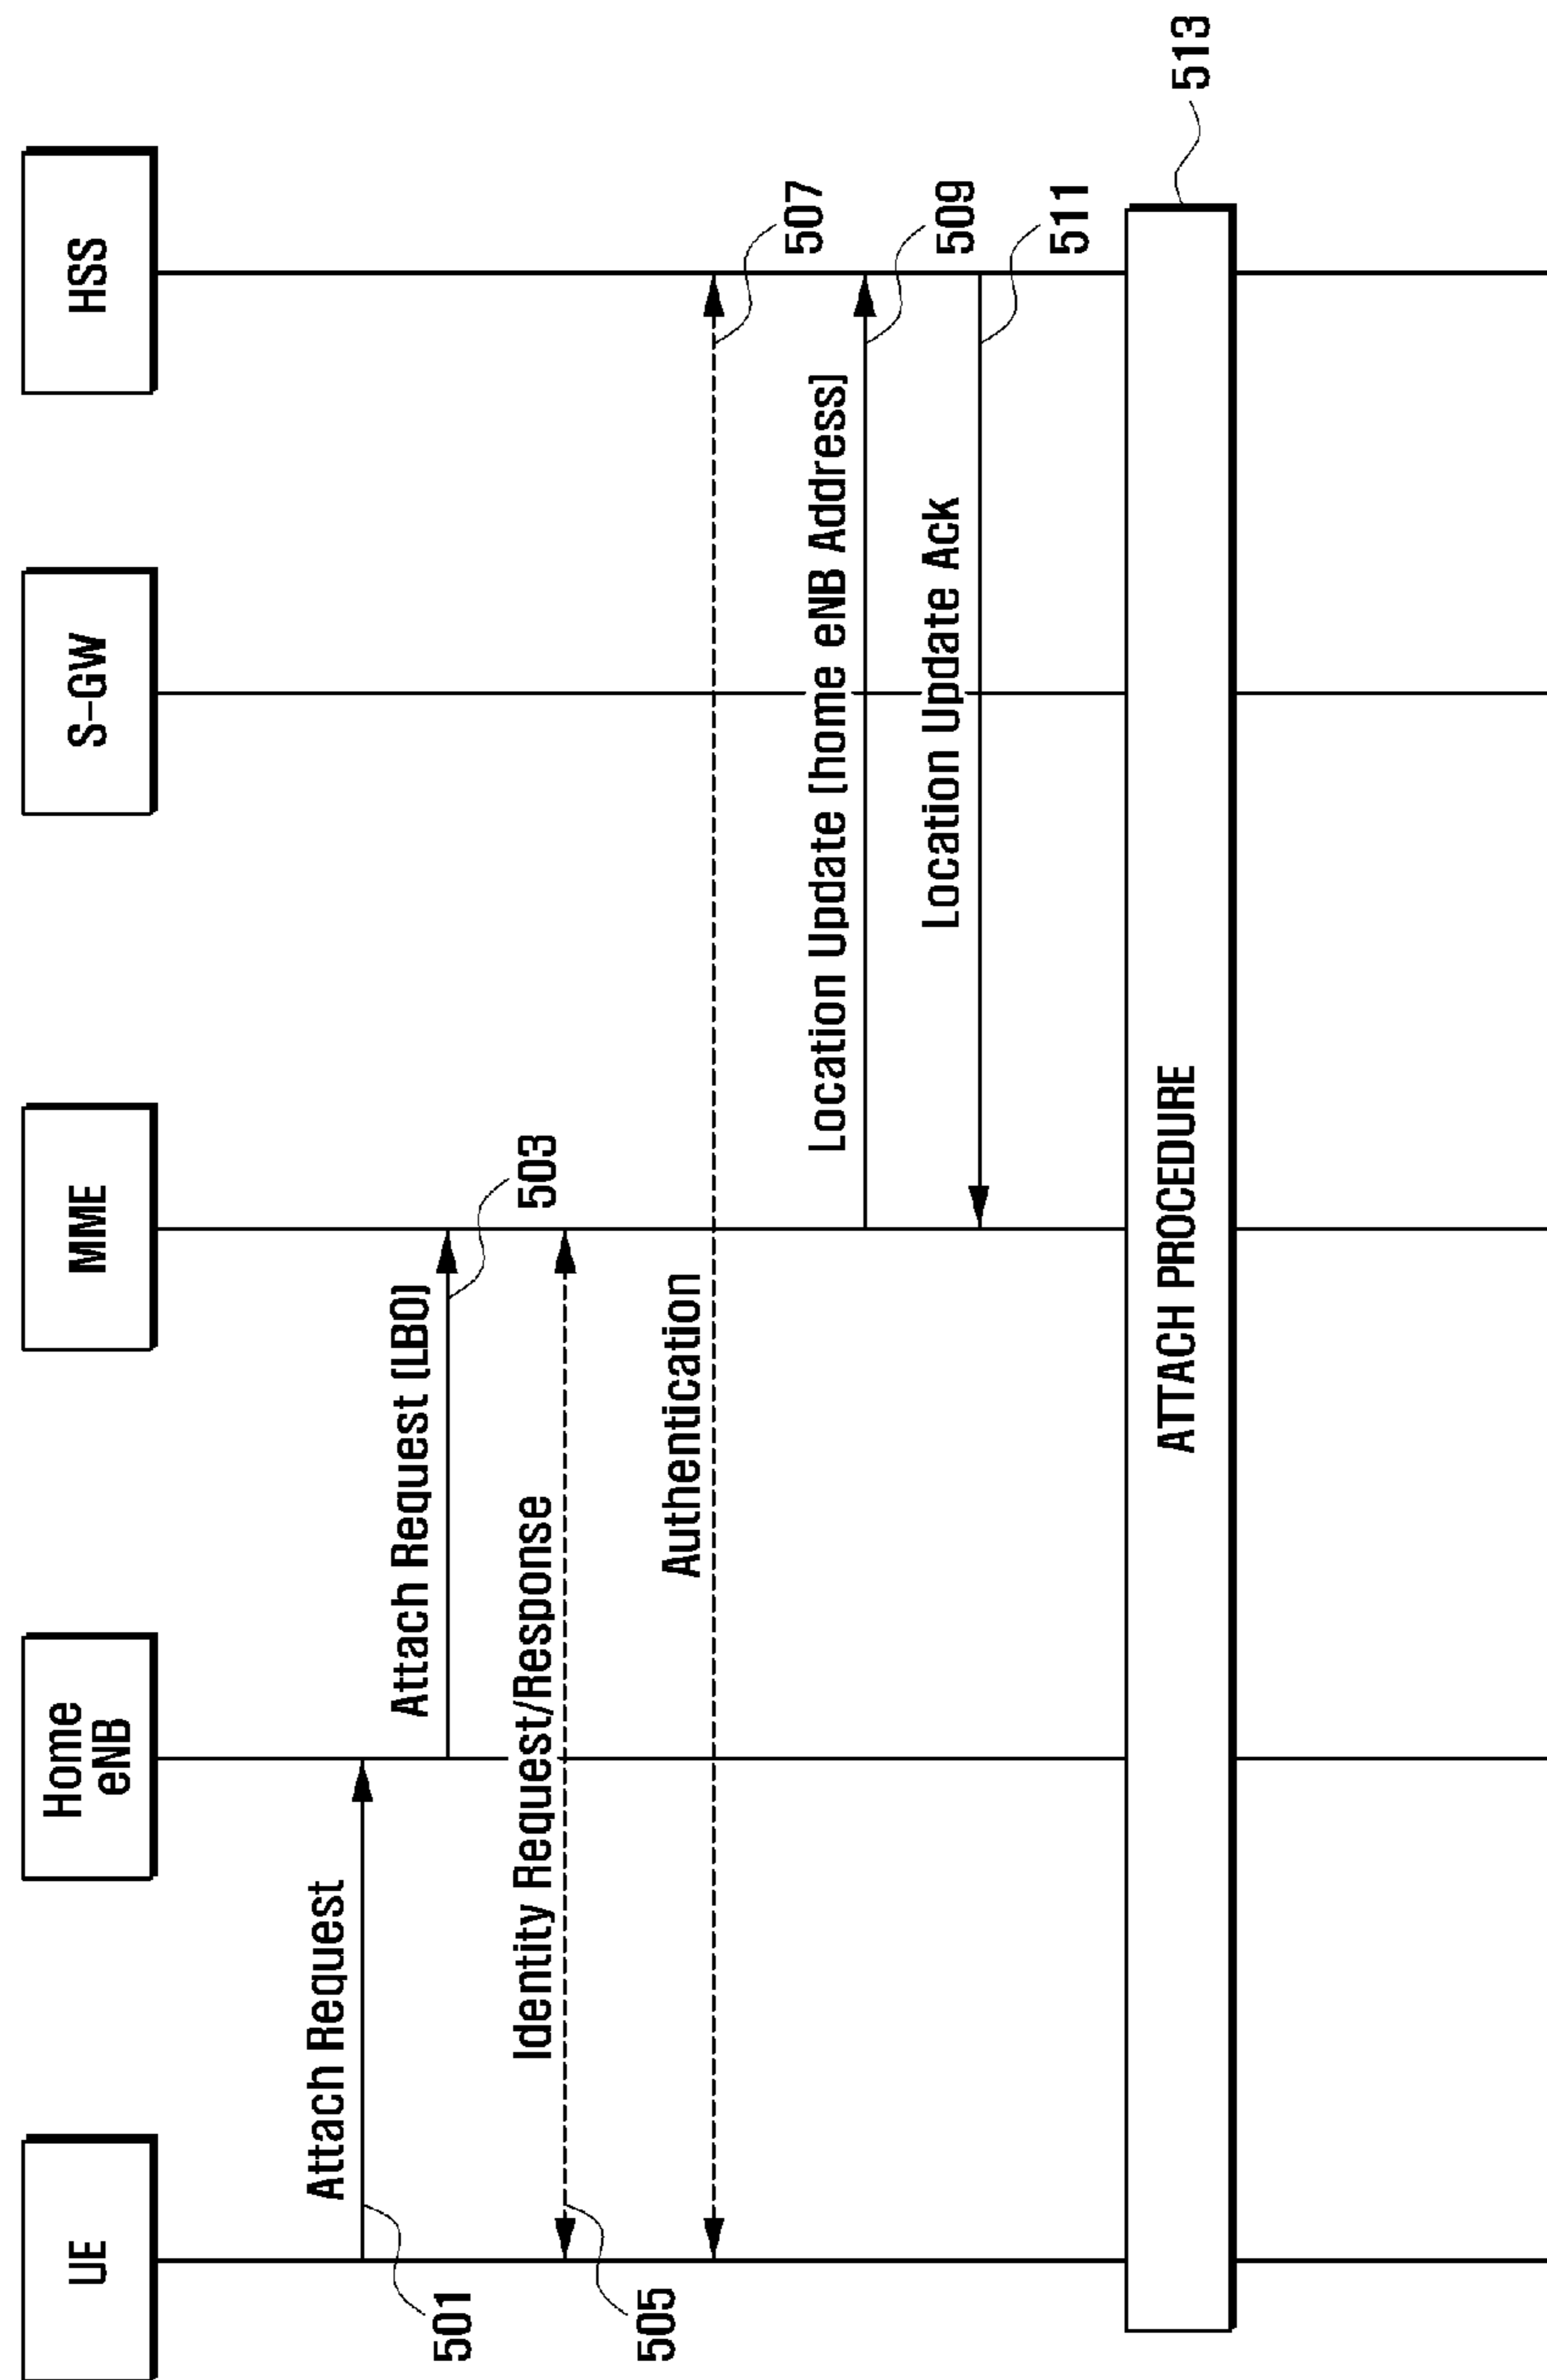 UE
Home
eNB
MME
S-GW
HSS
Attach Request
501
Attach Request (LBO)
503
Identity Request/Response
505
Authentication
507
Location Update (home eNB Address)
509
Location Update Ack
511
ATTACH PROCEDURE
513